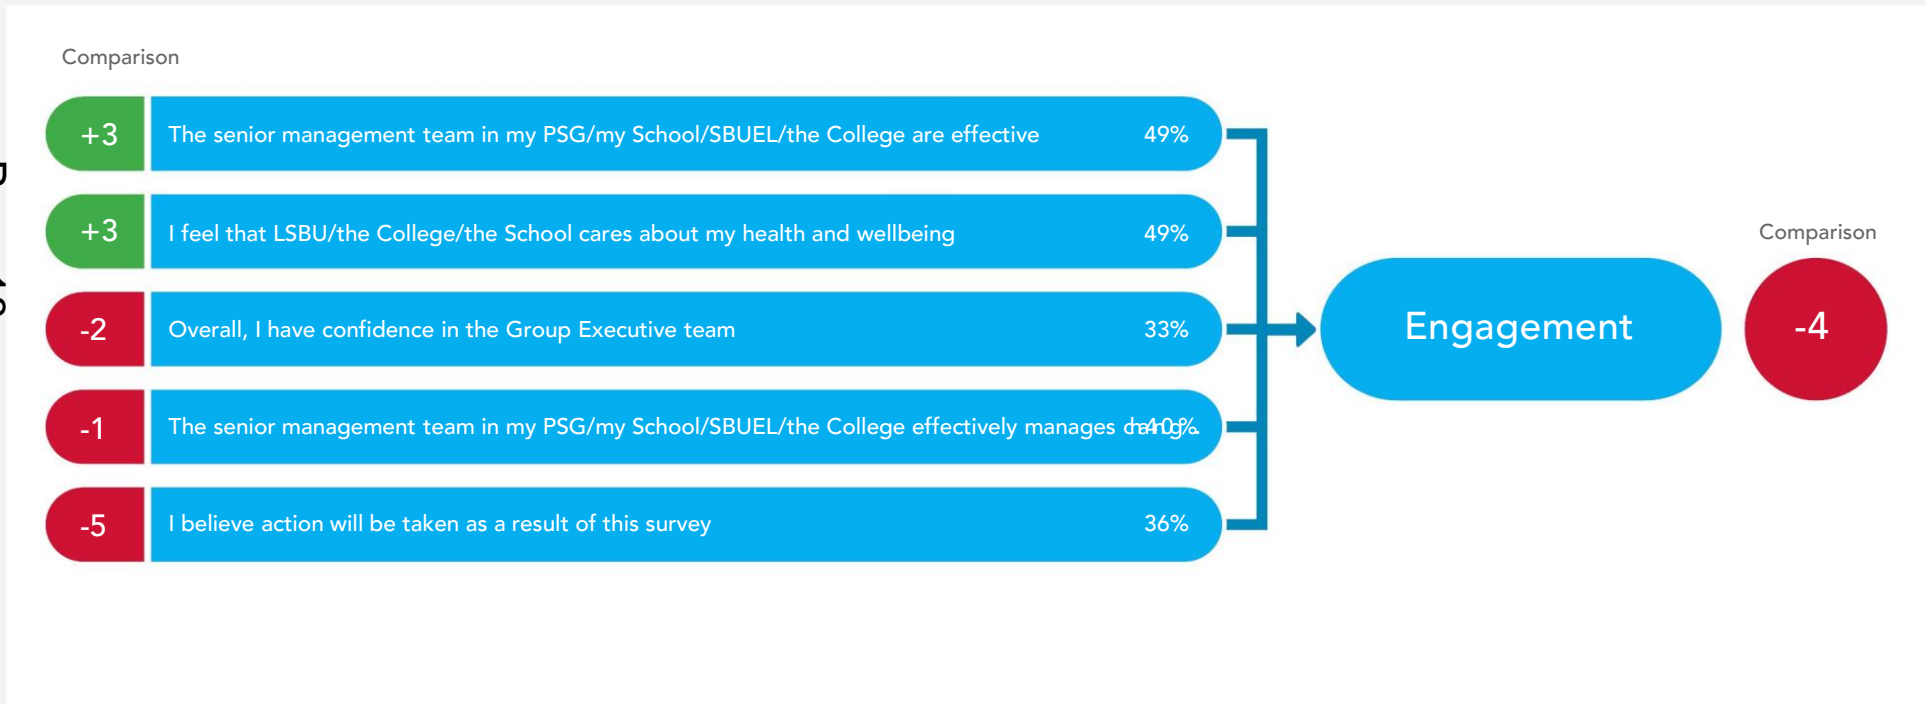 Comparison
+3 The senior management team in my PSG/my School/SBUEL/the College are effective 49%
+3 I feel that LSBU/the College/the School cares about my health and wellbeing 49%
-2 Overall, I have confidence in the Group Executive team 33%
-1 The senior management team in my PSG/my School/SBUEL/the College effectively manages 40%
-5 I believe action will be taken as a result of this survey 36%
Comparison
Engagement -4